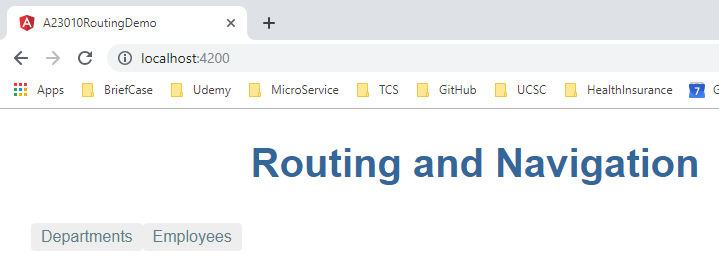 A23010RoutingDemo
localhost:4200
Apps BriefCase Udemy MicroService TCS GitHub UCSC HealthInsurance 7 G
Routing and Navigation
Departments Employees